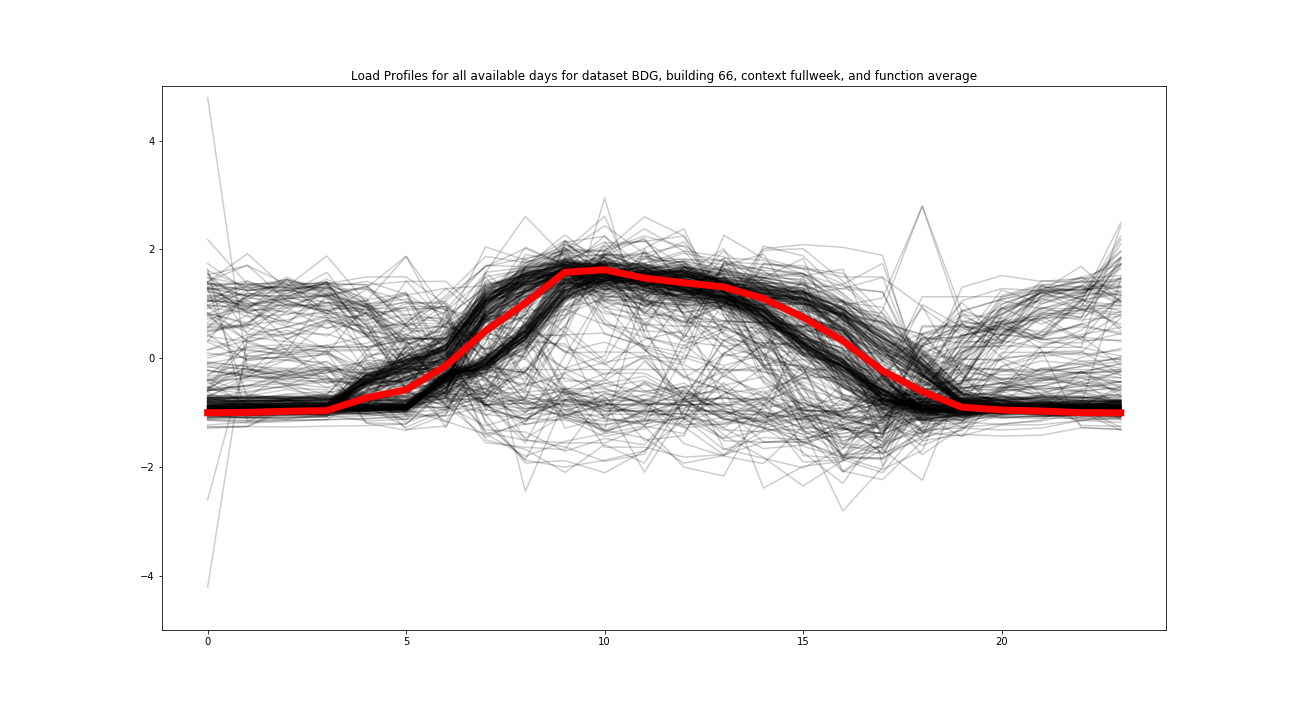 Load Profiles for all available days for dataset BDG, building 66, context fullweek, and function average
4
2
0
−2
−4
0 5 10 15 20